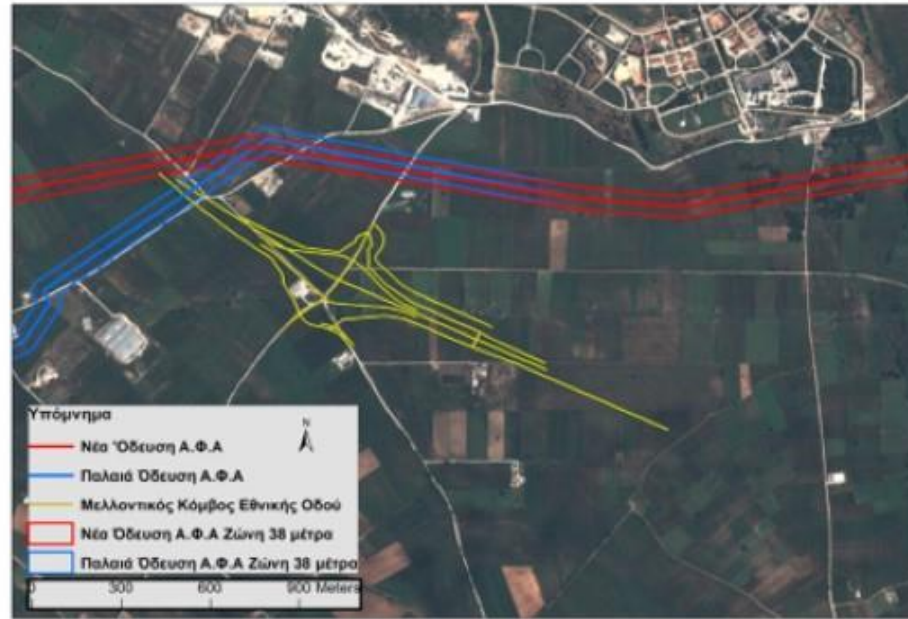 Υπόμνημα
N
Νέα Όδευση Α.Φ.Α
Παλαιά Όδευση Α.Φ.Α
Μελλοντικός Κόμβος Εθνικής Οδού
Νέα Όδευση Α.Φ.Α Ζώνη 38 μέτρα
Παλαιά Όδευση Α.Φ.Α Ζώνη 38 μέτρα
0 300 600 900 Meters